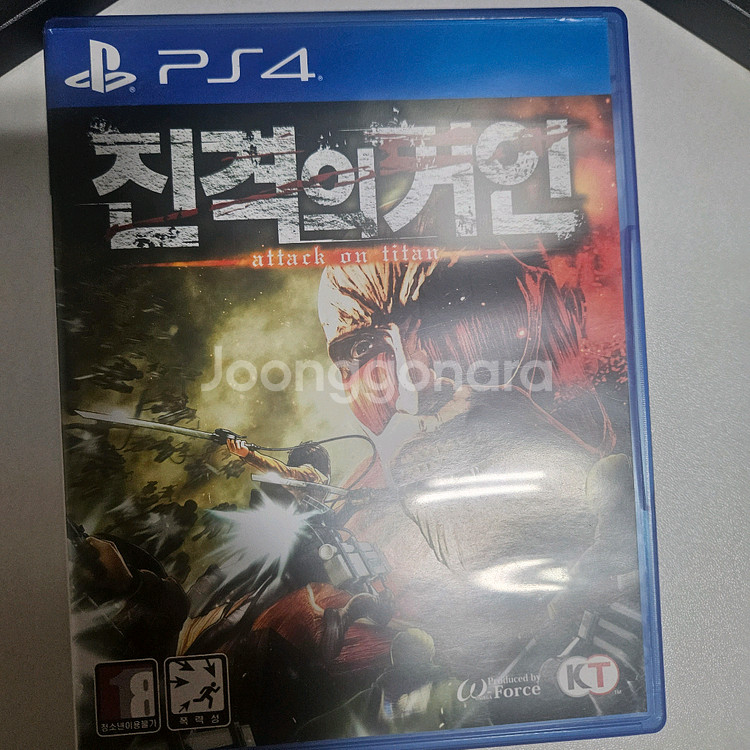 PS4
진격의거인
attack on titan
Joonggonara
18
청소년이용불가
폭력성
Produced by
ω.Force
KT
TM